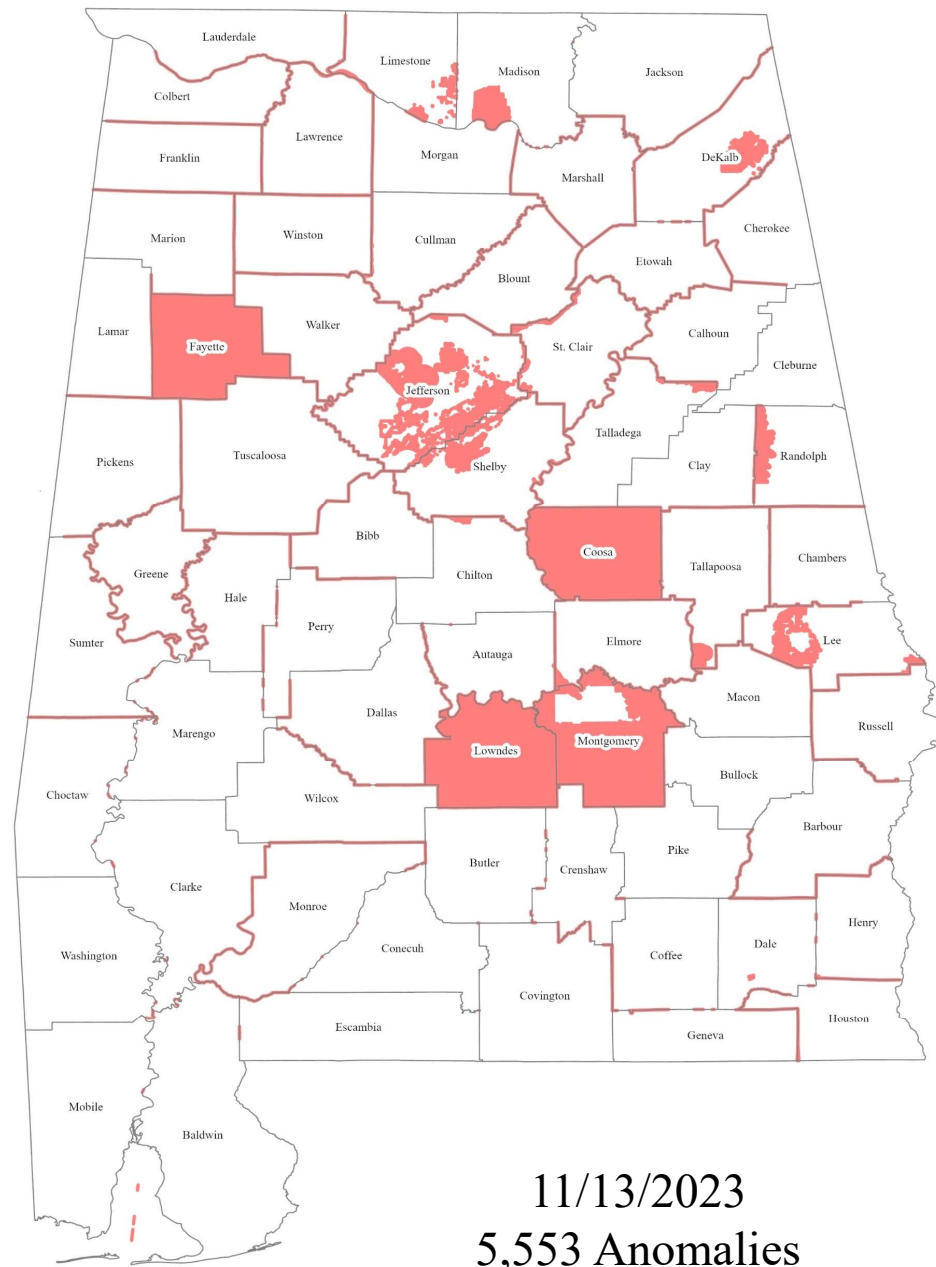 Lauderdale
Limestone
Madison
Jackson
Colbert
Lawrence
Franklin
Morgan
Marshall
DeKalb
Marion
Winston
Cullman
Blount
Etowah
Cherokee
Lamar
Fayette
Walker
Jefferson
St. Clair
Calhoun
Cleburne
Pickens
Tuscaloosa
Shelby
Talladega
Clay
Randolph
Bibb
Coosa
Greene
Hale
Chilton
Tallapoosa
Chambers
Sumter
Perry
Autauga
Elmore
Lee
Marengo
Dallas
Lowndes
Montgomery
Macon
Russell
Choctaw
Wilcox
Bullock
Barbour
Clarke
Butler
Crenshaw
Pike
Monroe
Conecuh
Coffee
Dale
Henry
Washington
Covington
Escambia
Geneva
Houston
Mobile
Baldwin
11/13/2023
5,553 Anomalies